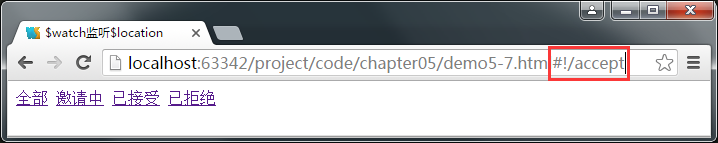 $watch监听$location
localhost:63342/project/code/chapter05/demo5-7.htm #!/accept
全部 邀请中 已接受 已拒绝